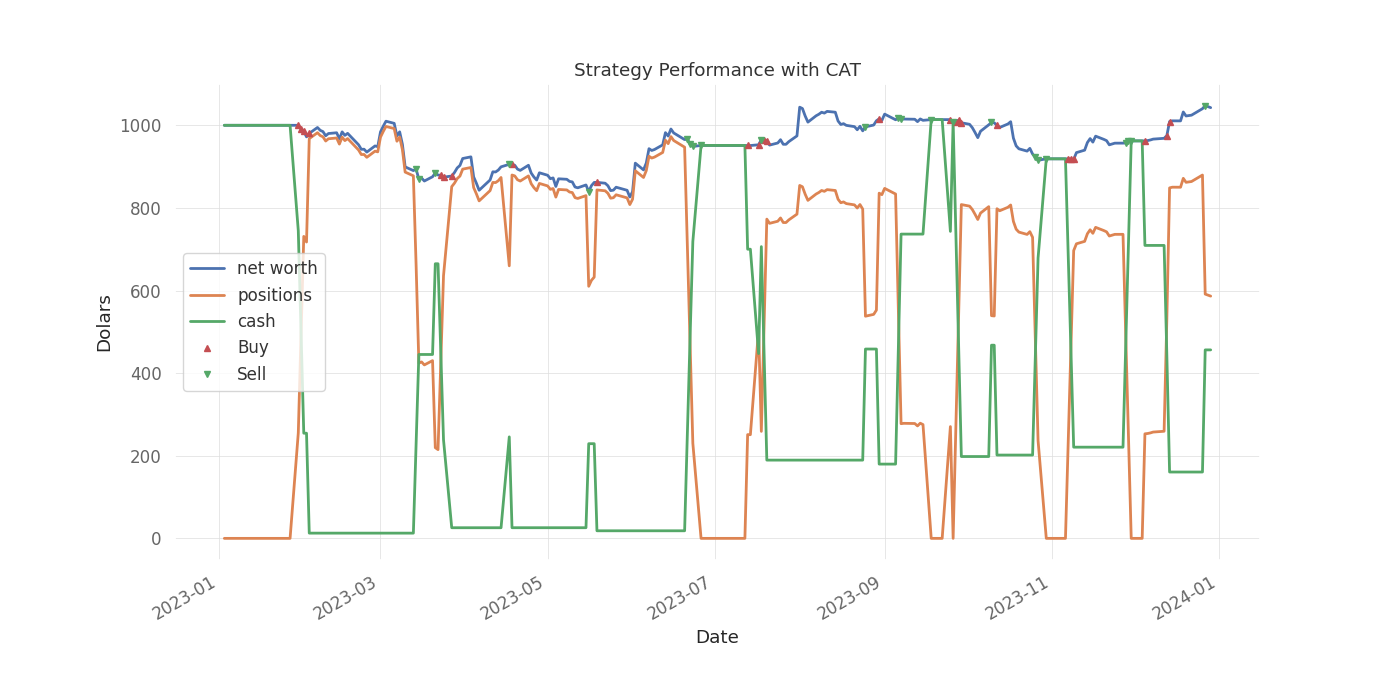 Strategy Performance with CAT
1000
800
600
400
200
0
Dolars
net worth
positions
cash
Buy
Sell
2023-01
2023-03
2023-05
2023-07
2023-09
2023-11
2024-01
Date